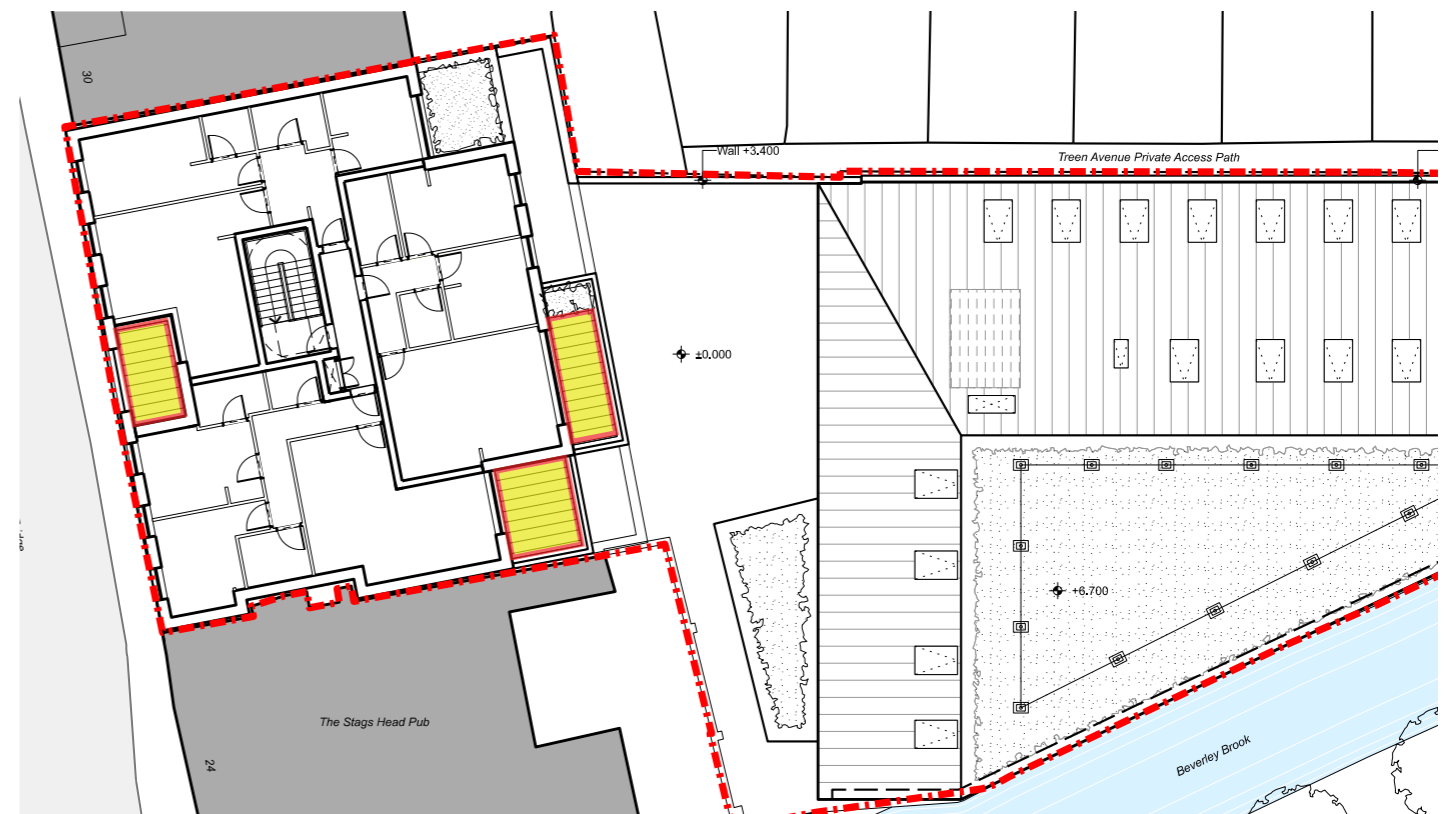 30
Wall +3.400
Treen Avenue Private Access Path
±0.000
+6.700
The Stags Head Pub
24
Beverley Brook